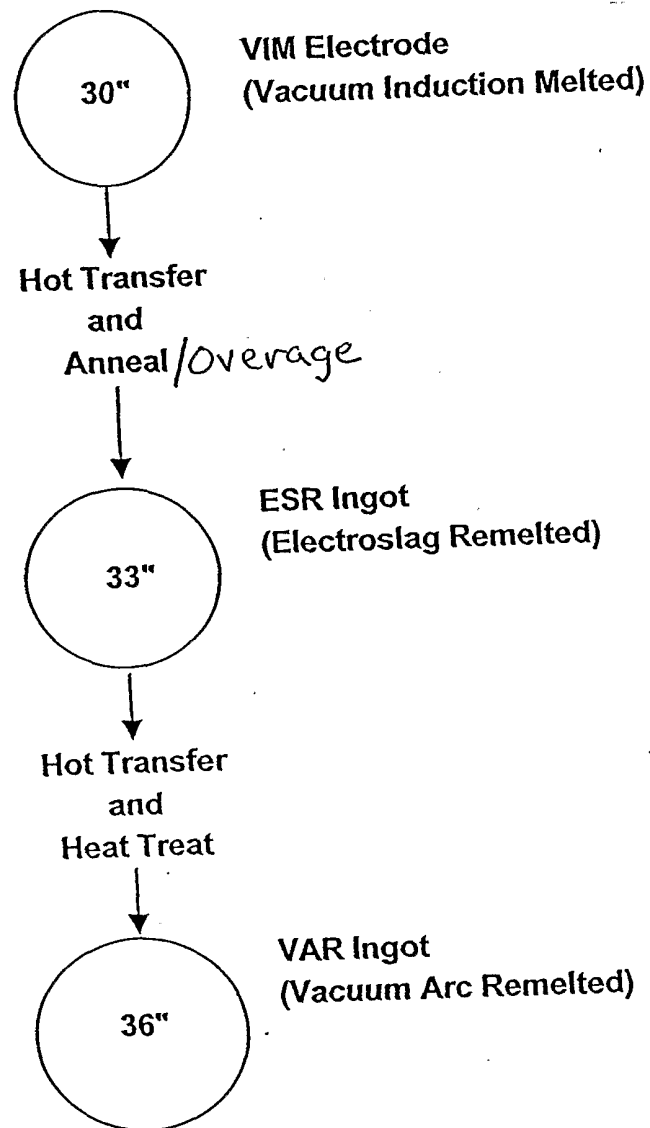 30"
VIM Electrode
(Vacuum Induction Melted)
Hot Transfer
and
Anneal/Overage
33"
ESR Ingot
(Electroslag Remelted)
Hot Transfer
and
Heat Treat
36"
VAR Ingot
(Vacuum Arc Remelted)